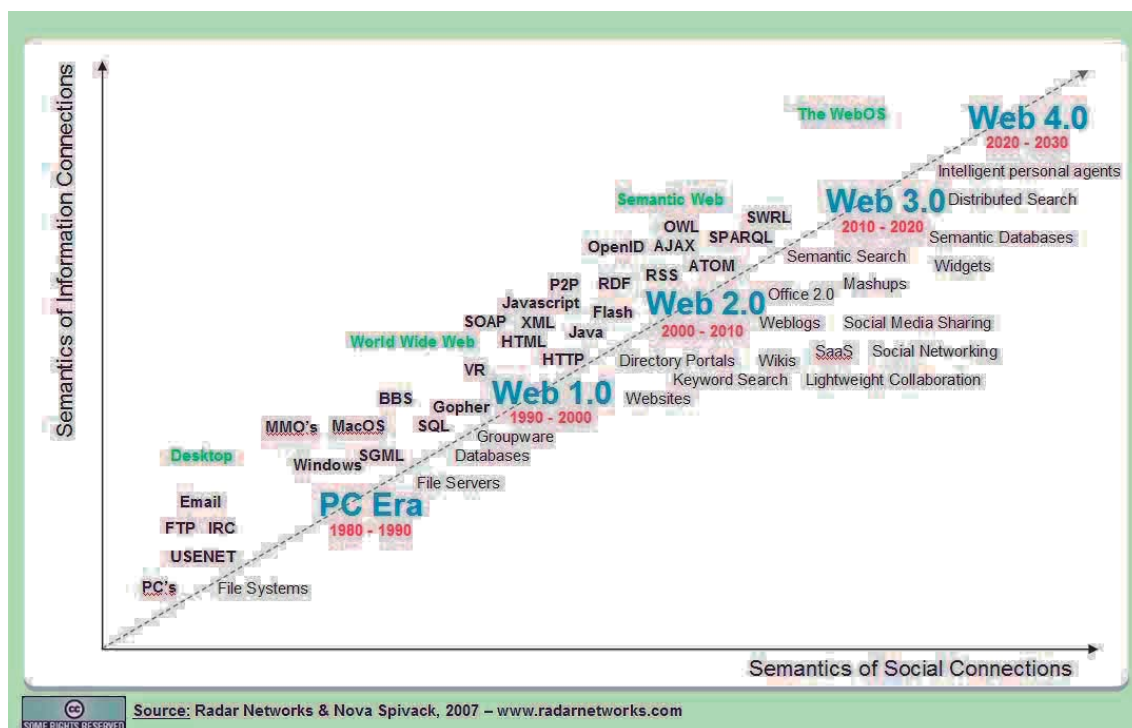 Semantics of Information Connections
The WebOS
Web 4.0
2020 - 2030
Intelligent personal agents
Semantic Web
Web 3.0
Distributed Search
2010 - 2020
SWRL
OWL
OpenID
AJAX
SPARQL
Semantic Databases
Semantic Search
Widgets
ATOM
RSS
P2P
RDF
Mashups
Office 2.0
Javascript
Web 2.0
2000 - 2010
Flash
SOAP
XML
Weblogs
Social Media Sharing
Java
World Wide Web
HTML
HTTP
Directory Portals
Wikis
SaaS
Social Networking
VR
Keyword Search
Lightweight Collaboration
BBS
Web 1.0
1990 - 2000
Websites
Gopher
MMO's
MacOS
SQL
Groupware
Desktop
Windows
SGML
Databases
File Servers
Email
PC Era
1980 - 1990
FTP
IRC
USENET
PC's
File Systems
Semantics of Social Connections
cc
SOME RIGHTS RESERVED
Source: Radar Networks & Nova Spivack, 2007 – www.radarnetworks.com